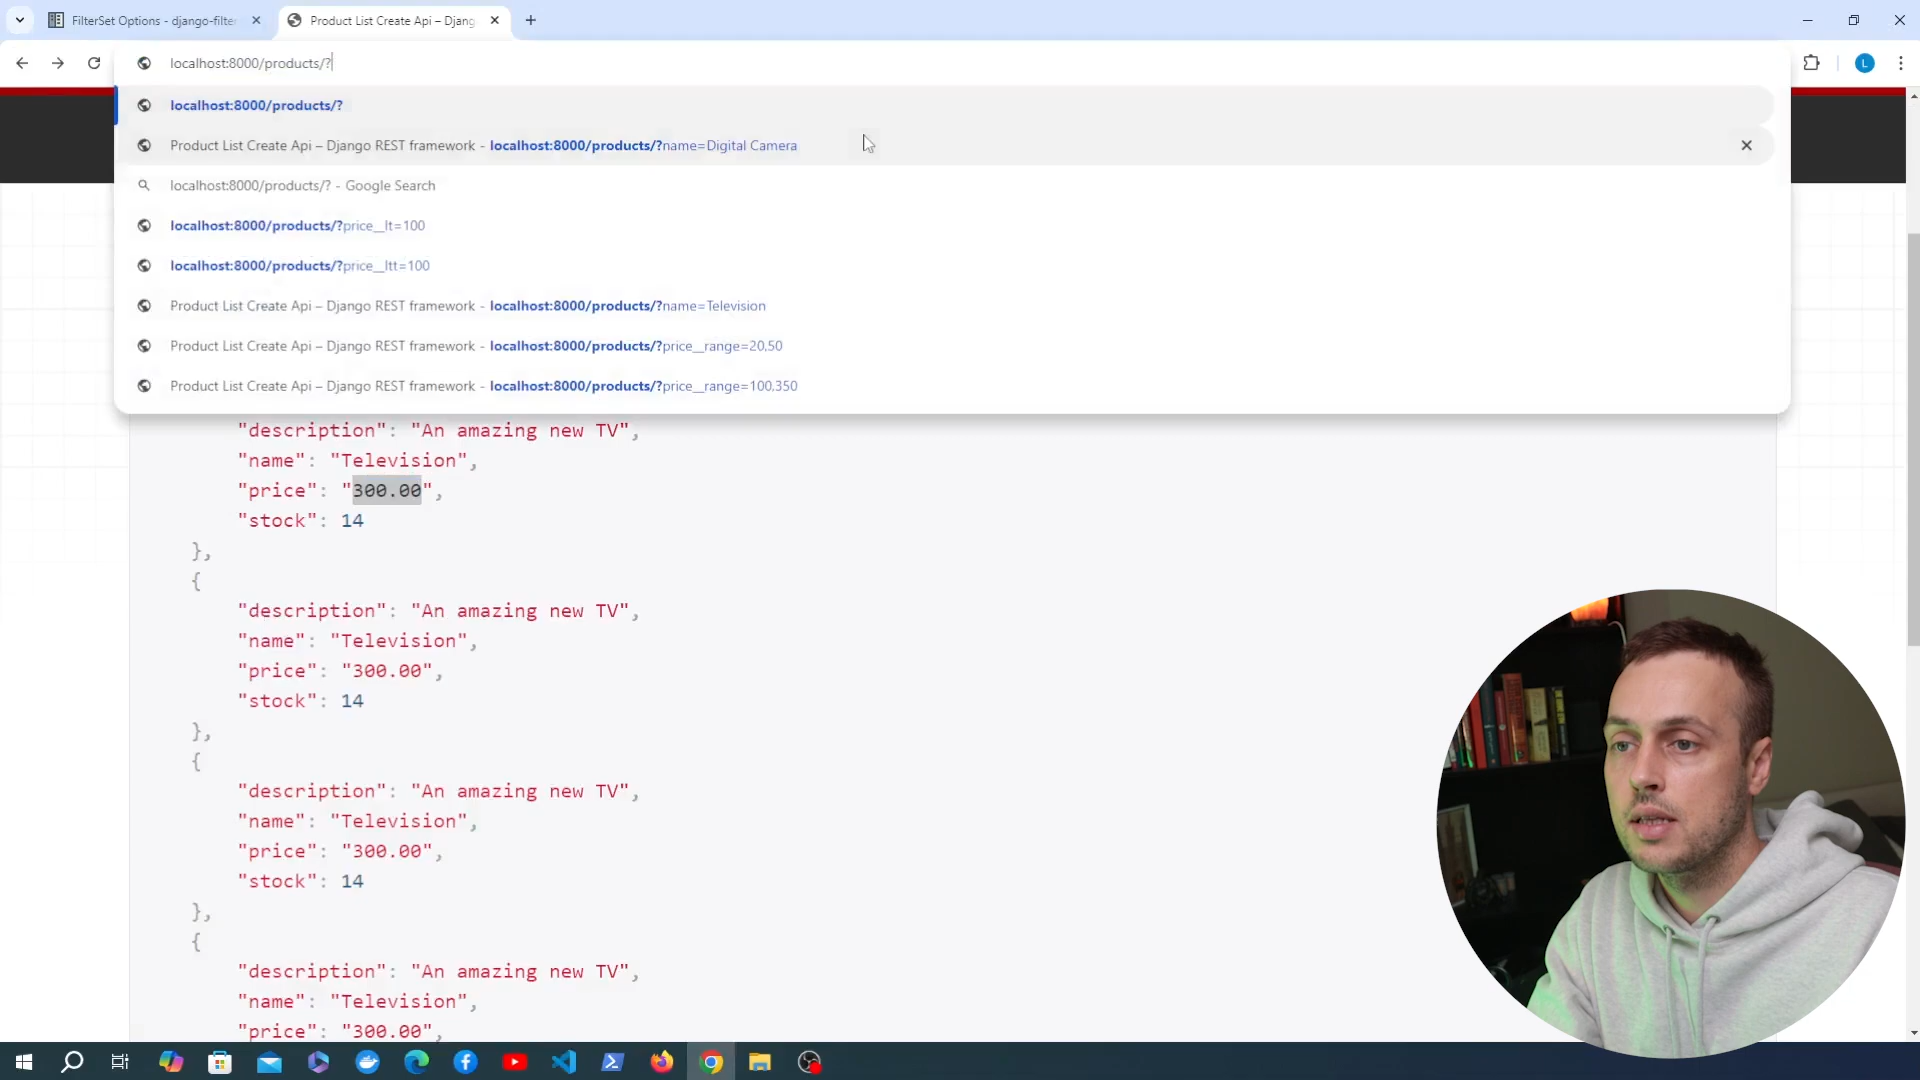 FilterSet Options - django-filter
Product List Create Api – Djang
localhost:8000/products/?
localhost:8000/products/?
Product List Create Api – Django REST framework - localhost:8000/products/?name=Digital Camera
localhost:8000/products/? - Google Search
localhost:8000/products/?price__lt=100
localhost:8000/products/?price__ltt=100
Product List Create Api – Django REST framework - localhost:8000/products/?name=Television
Product List Create Api – Django REST framework - localhost:8000/products/?price__range=20,50
Product List Create Api – Django REST framework - localhost:8000/products/?price__range=100,350
L
"description": "An amazing new TV",
"name": "Television",
"price": "300.00",
"stock": 14
},
{
"description": "An amazing new TV",
"name": "Television",
"price": "300.00",
"stock": 14
},
{
"description": "An amazing new TV",
"name": "Television",
"price": "300.00",
"stock": 14
},
{
"description": "An amazing new TV",
"name": "Television",
"price": "300.00",